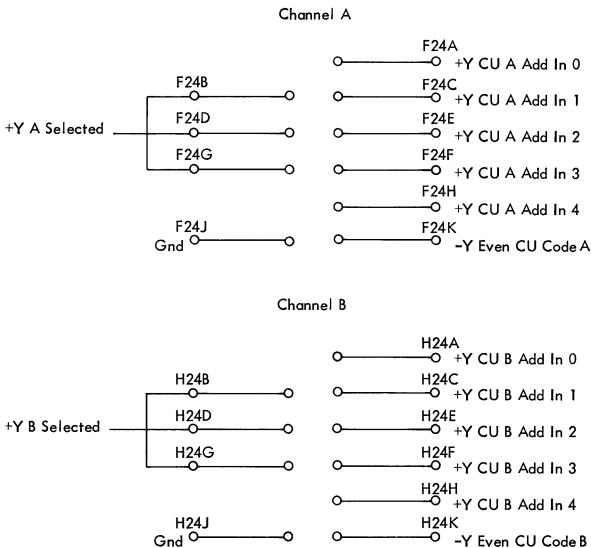 Channel A
F24A
+Y CU A Add In 0
F24B
F24C
+Y CU A Add In 1
+Y A Selected
F24D
F24E
+Y CU A Add In 2
F24G
F24F
+Y CU A Add In 3
F24H
+Y CU A Add In 4
F24J
Gnd
F24K
-Y Even CU Code A
Channel B
H24A
+Y CU B Add In 0
H24B
H24C
+Y CU B Add In 1
+Y B Selected
H24D
H24E
+Y CU B Add In 2
H24G
H24F
+Y CU B Add In 3
H24H
+Y CU B Add In 4
H24J
Gnd
H24K
-Y Even CU Code B